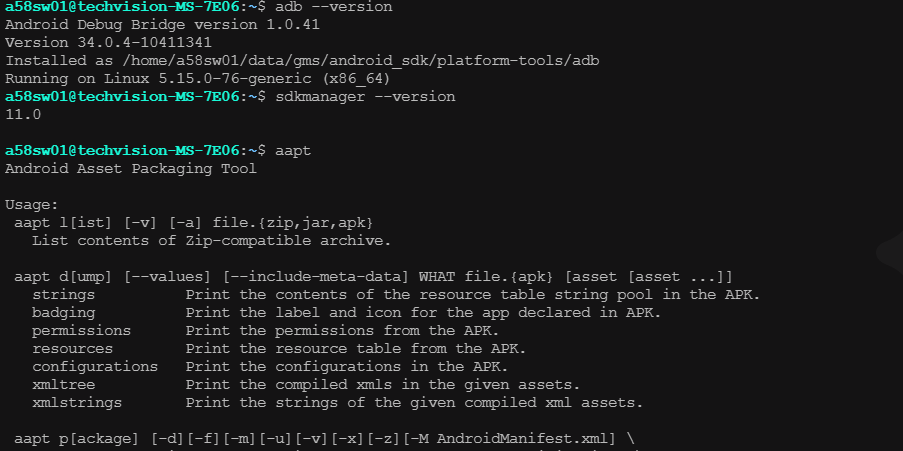 a58sw01@techvision-MS-7E06:~$ adb --version
Android Debug Bridge version 1.0.41
Version 34.0.4-10411341
Installed as /home/a58sw01/data/gms/android_sdk/platform-tools/adb
Running on Linux 5.15.0-76-generic (x86_64)
a58sw01@techvision-MS-7E06:~$ sdkmanager --version
11.0
a58sw01@techvision-MS-7E06:~$ aapt
Android Asset Packaging Tool
Usage:
aapt l[ist] [-v] [-a] file.{zip,jar,apk}
List contents of Zip-compatible archive.
aapt d[ump] [--values] [--include-meta-data] WHAT file.{apk} [asset [asset ...]]
strings Print the contents of the resource table string pool in the APK.
badging Print the label and icon for the app declared in APK.
permissions Print the permissions from the APK.
resources Print the resource table from the APK.
configurations Print the configurations in the APK.
xmltree Print the compiled xmls in the given assets.
xmlstrings Print the strings of the given compiled xml assets.
aapt p[ackage] [-d][-f][-m][-u][-v][-x][-z][-M AndroidManifest.xml] \